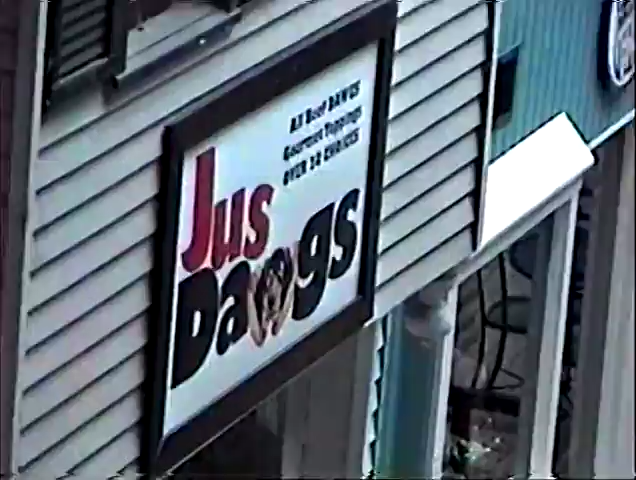 All Beef DAWGS
Gourmet Toppings
OVER 30 CHOICES
Jus
Dawgs